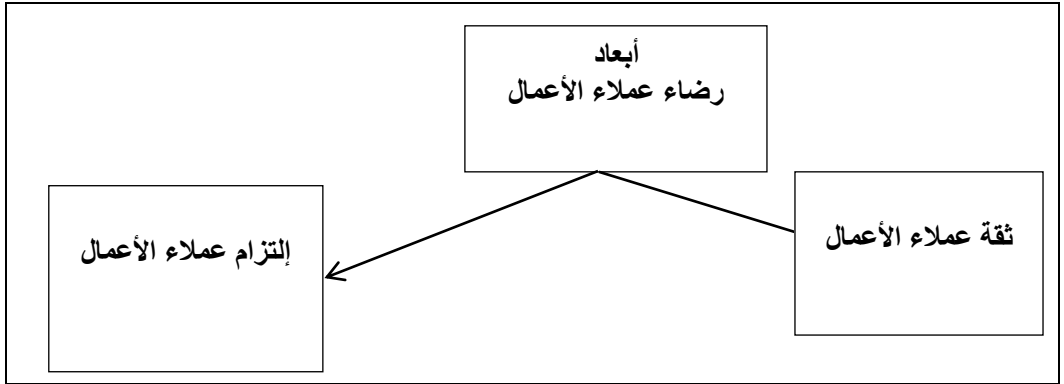 أبعاد
رضاء عملاء الأعمال
ثقة عملاء الأعمال
إلتزام عملاء الأعمال